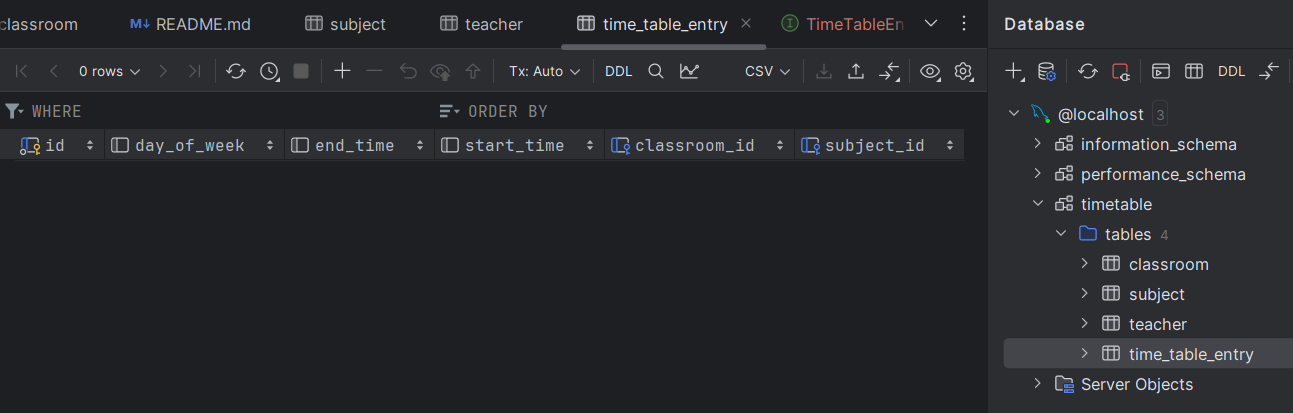 classroom README.md subject teacher time_table_entry TimeTableEn Database
0 rows Tx: Auto DDL CSV DDL
WHERE ORDER BY
id day_of_week end_time start_time classroom_id subject_id
@localhost 3
information_schema
performance_schema
timetable
tables 4
classroom
subject
teacher
time_table_entry
Server Objects